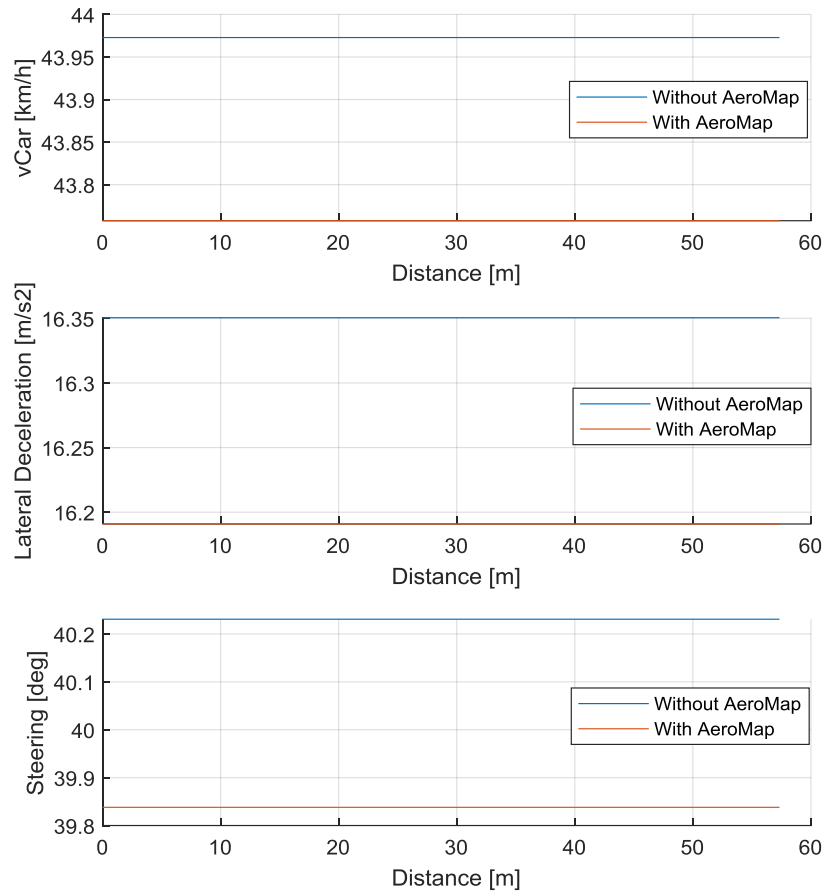 44
43.95
43.9
43.85
43.8
vCar [km/h]
Without AeroMap
With AeroMap
0 10 20 30 40 50 60
Distance [m]
16.35
16.3
16.25
16.2
Lateral Deceleration [m/s2]
Without AeroMap
With AeroMap
0 10 20 30 40 50 60
Distance [m]
40.2
40.1
40
39.9
39.8
Steering [deg]
Without AeroMap
With AeroMap
0 10 20 30 40 50 60
Distance [m]